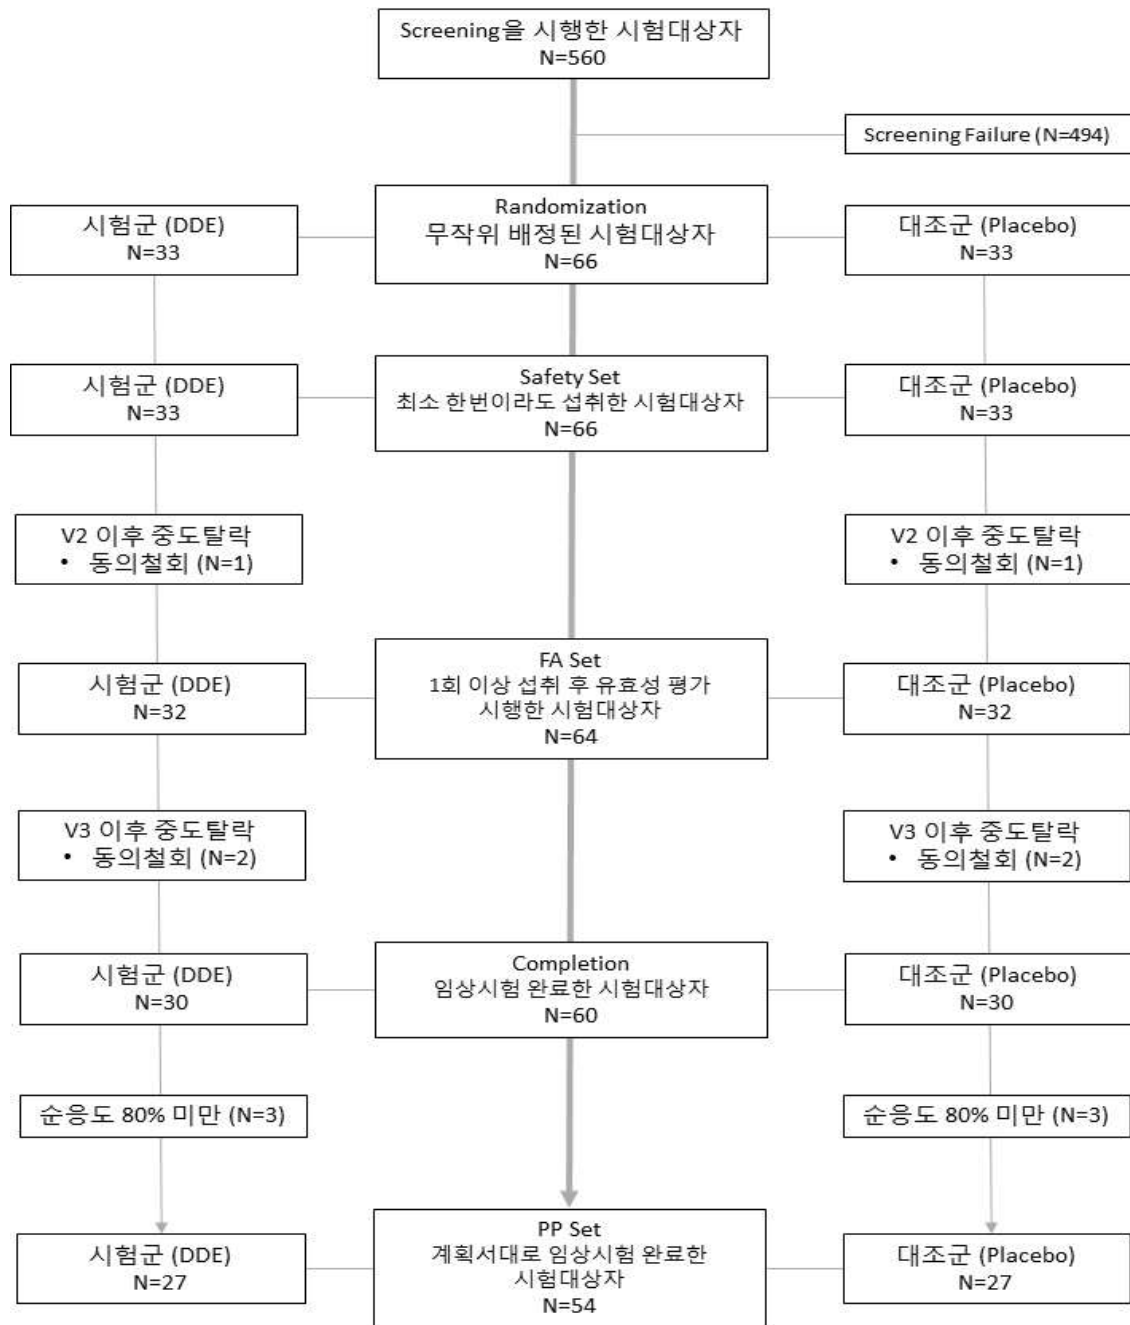 Screening을 시행한 시험대상자
N=560
Screening Failure (N=494)
시험군 (DDE)
N=33
Randomization
무작위 배정된 시험대상자
N=66
대조군 (Placebo)
N=33
시험군 (DDE)
N=33
Safety Set
최소 한번이라도 섭취한 시험대상자
N=66
대조군 (Placebo)
N=33
V2 이후 중도탈락
• 동의철회 (N=1)
V2 이후 중도탈락
• 동의철회 (N=1)
시험군 (DDE)
N=32
FA Set
1회 이상 섭취 후 유효성 평가
시행한 시험대상자
N=64
대조군 (Placebo)
N=32
V3 이후 중도탈락
• 동의철회 (N=2)
V3 이후 중도탈락
• 동의철회 (N=2)
시험군 (DDE)
N=30
Completion
임상시험 완료한 시험대상자
N=60
대조군 (Placebo)
N=30
순응도 80% 미만 (N=3)
순응도 80% 미만 (N=3)
시험군 (DDE)
N=27
PP Set
계획서대로 임상시험 완료한
시험대상자
N=54
대조군 (Placebo)
N=27